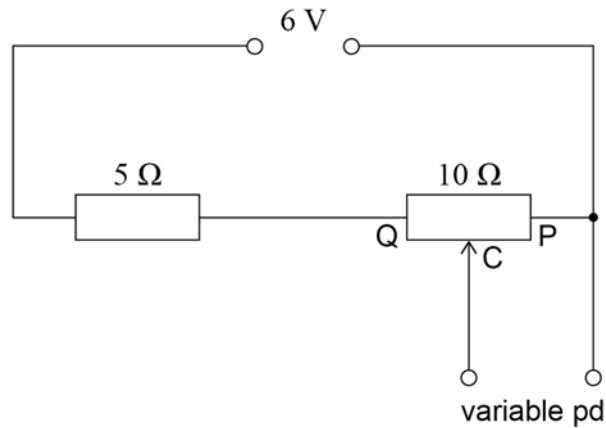 6 V
5 Ω
10 Ω
Q
P
C
variable pd